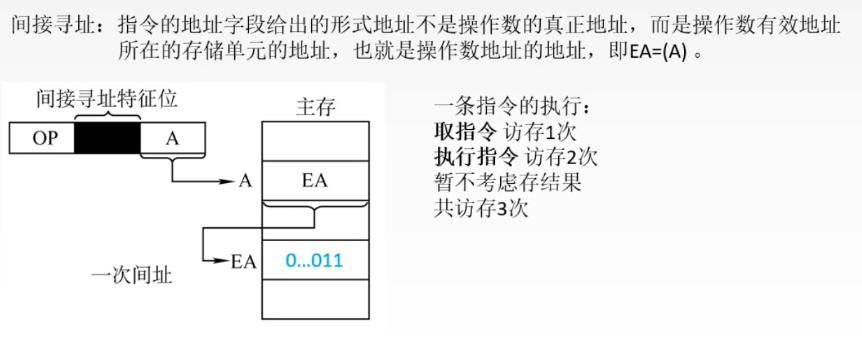 间接寻址：指令的地址字段给出的形式地址不是操作数的真正地址，而是操作数有效地址
所在的存储单元的地址，也就是操作数地址的地址，即EA=(A) 。
间接寻址特征位
OP
A
主存
A
EA
EA
0...011
一次间址
一条指令的执行：
取指令 访存1次
执行指令 访存2次
暂不考虑存结果
共访存3次